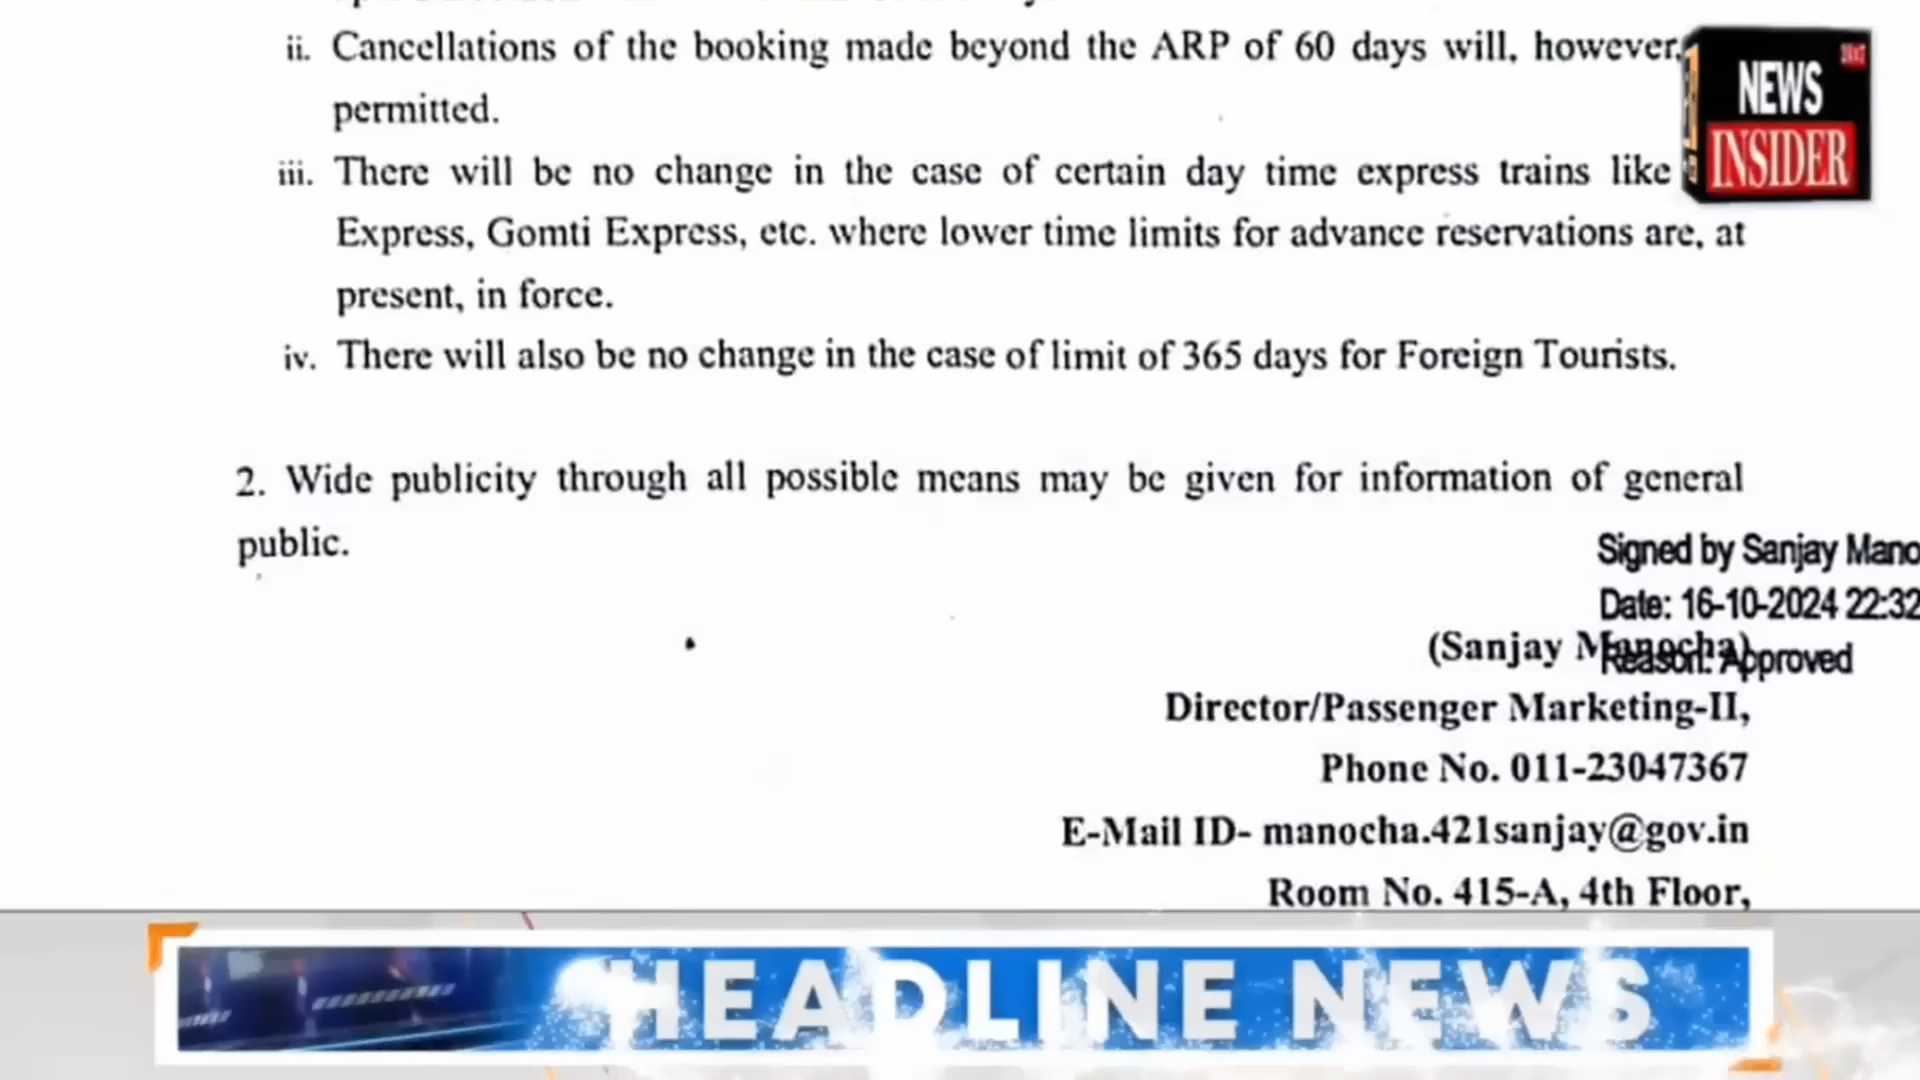 ii. Cancellations of the booking made beyond the ARP of 60 days will, however,
permitted.
iii. There will be no change in the case of certain day time express trains like
Express, Gomti Express, etc. where lower time limits for advance reservations are, at
present, in force.
iv. There will also be no change in the case of limit of 365 days for Foreign Tourists.
2. Wide publicity through all possible means may be given for information of general
public.
Signed by Sanjay Mano
Date: 16-10-2024 22:32
Reason: Approved
(Sanjay Manocha)
Director/Passenger Marketing-II,
Phone No. 011-23047367
E-Mail ID- manocha.421sanjay@gov.in
Room No. 415-A, 4th Floor,
NEWS
INSIDER
HEADLINE NEWS